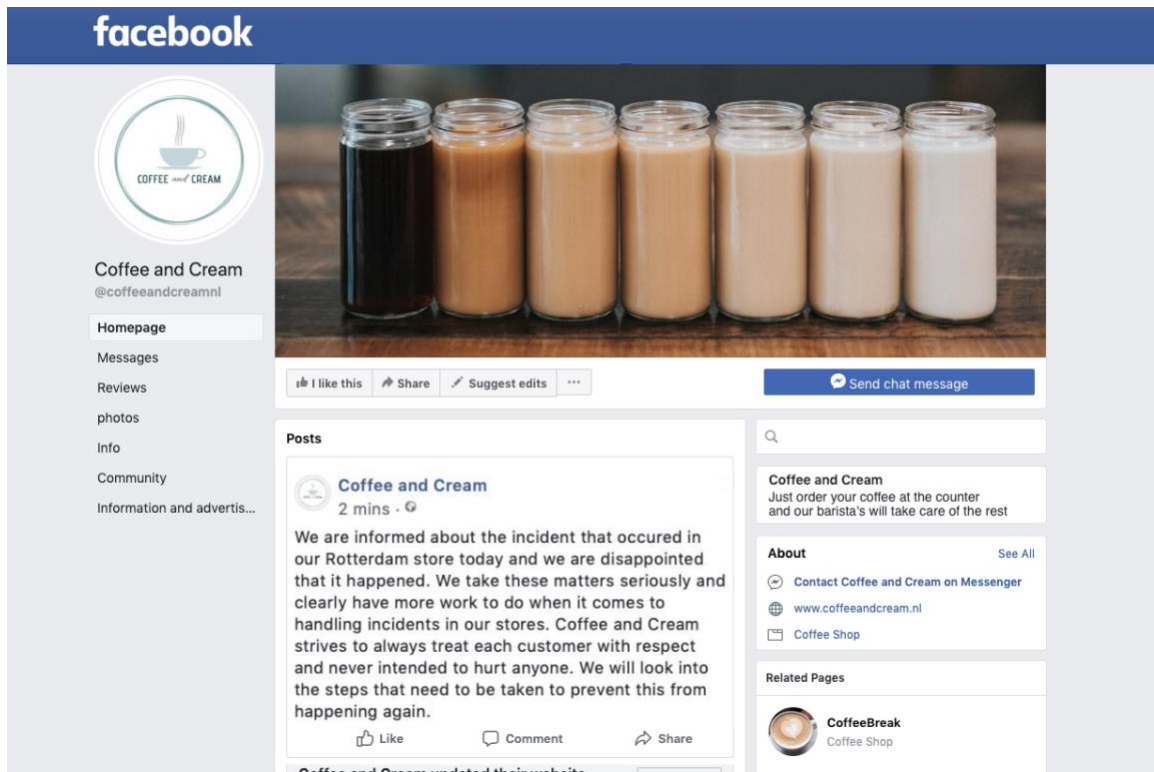 facebook
COFFEE and CREAM
Coffee and Cream
@coffeeandcreamnl
Homepage
Messages
Reviews
photos
Info
Community
Information and advertis...
I like this
Share
Suggest edits
...
Send chat message
Posts
Coffee and Cream
2 mins ·
We are informed about the incident that occured in
our Rotterdam store today and we are disappointed
that it happened. We take these matters seriously and
clearly have more work to do when it comes to
handling incidents in our stores. Coffee and Cream
strives to always treat each customer with respect
and never intended to hurt anyone. We will look into
the steps that need to be taken to prevent this from
happening again.
Like
Comment
Share
Coffee and Cream updated their website
Coffee and Cream
Just order your coffee at the counter
and our barista's will take care of the rest
About
See All
Contact Coffee and Cream on Messenger
www.coffeeandcream.nl
Coffee Shop
Related Pages
CoffeeBreak
Coffee Shop